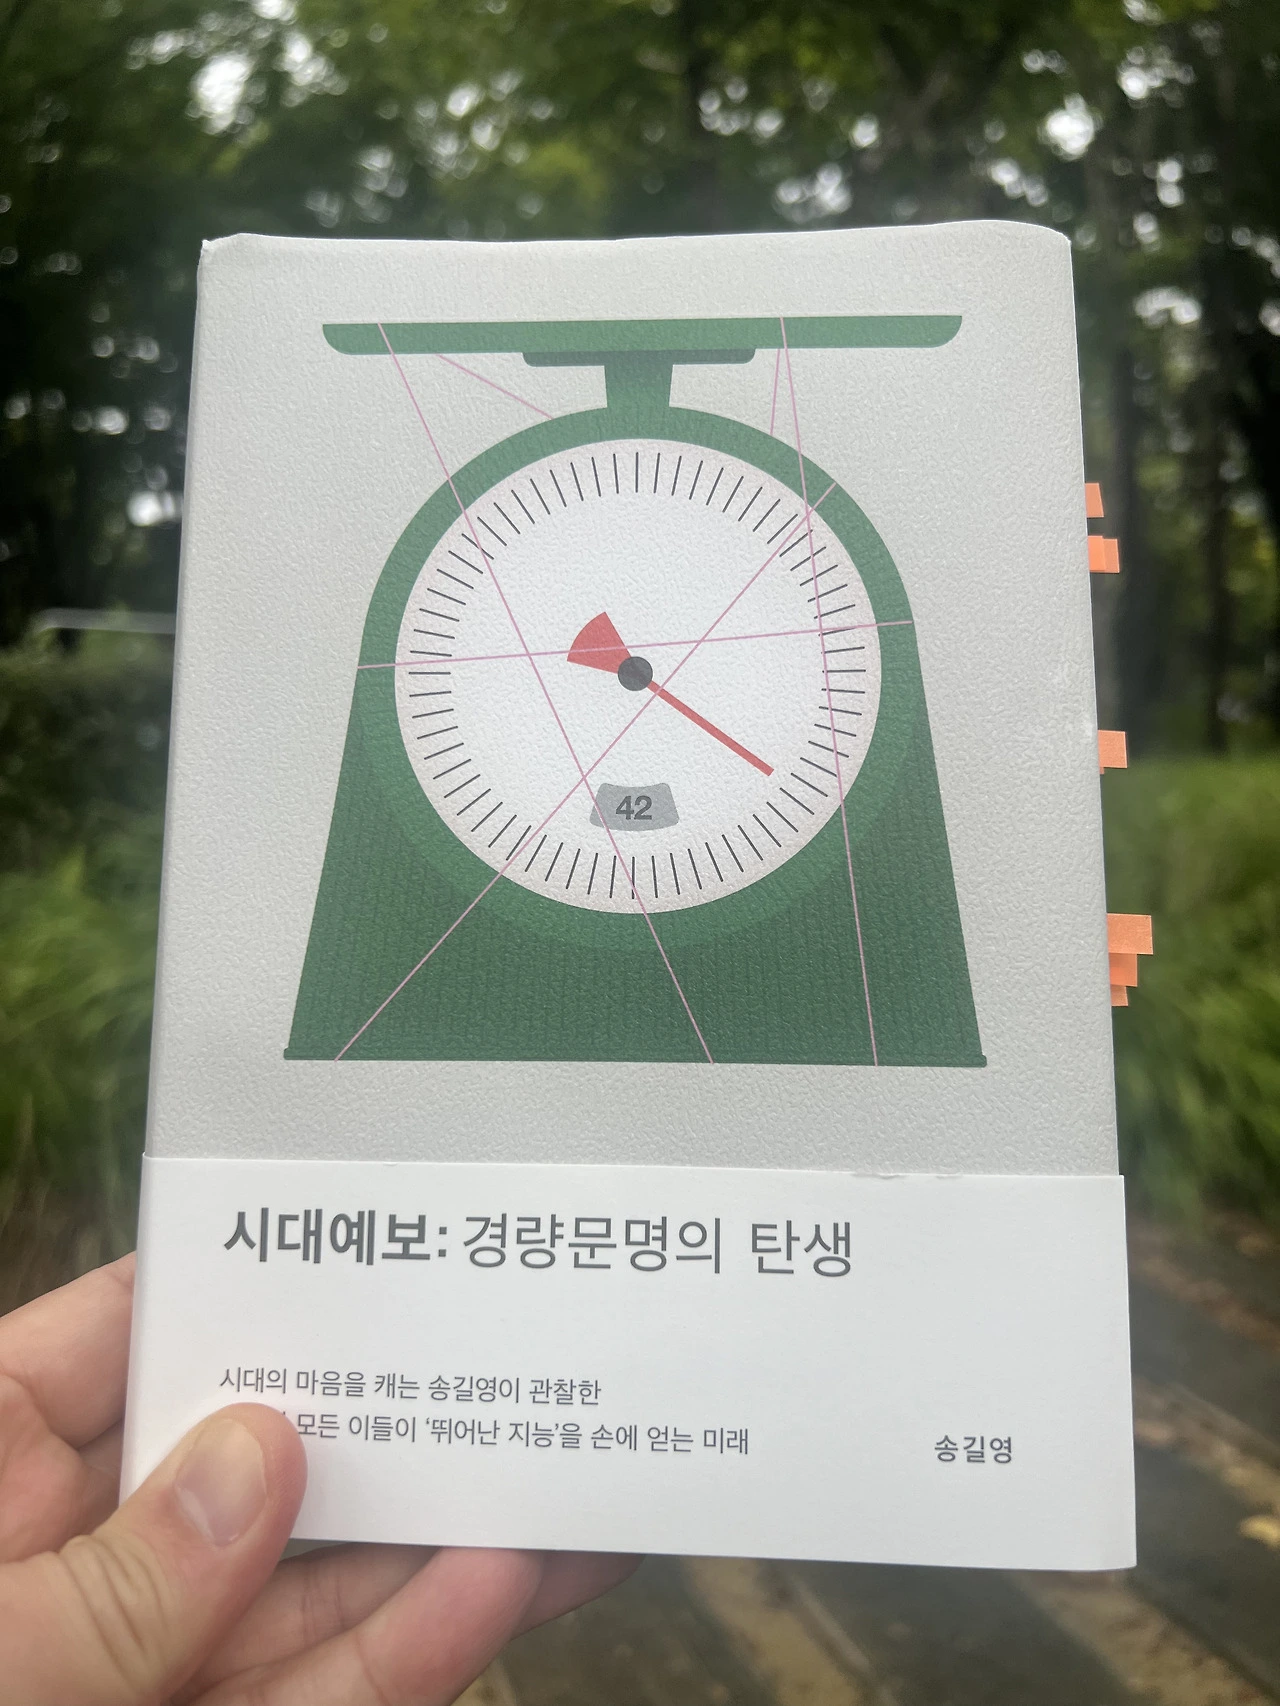 42
시대예보: 경량문명의 탄생
시대의 마음을 캐는 송길영이 관찰한
모든 이들이 ‘뛰어난 지능’을 손에 얻는 미래
송길영